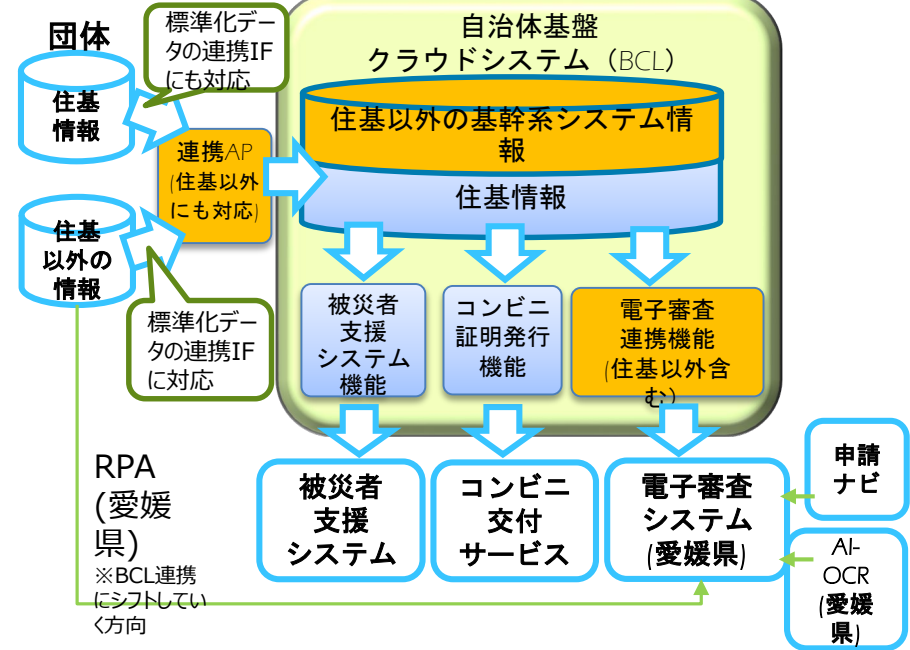 団体
標準化デー
タの連携IF
にも対応
住基
情報
連携AP
(住基以外
にも対応)
住基
以外の
情報
標準化デー
タの連携IF
に対応
自治体基盤
クラウドシステム（BCL）
住基以外の基幹系システム情
報
住基情報
被災者
支援
システム
機能
コンビニ
証明発行
機能
電子審査
連携機能
(住基以外含
む)
RPA
(愛媛
県)
※BCL連携
にシフトしてい
く方向
被災者
支援
システム
コンビニ
交付
サービス
電子審査
システム
(愛媛県)
申請
ナビ
AI-
OCR
(愛媛
県)